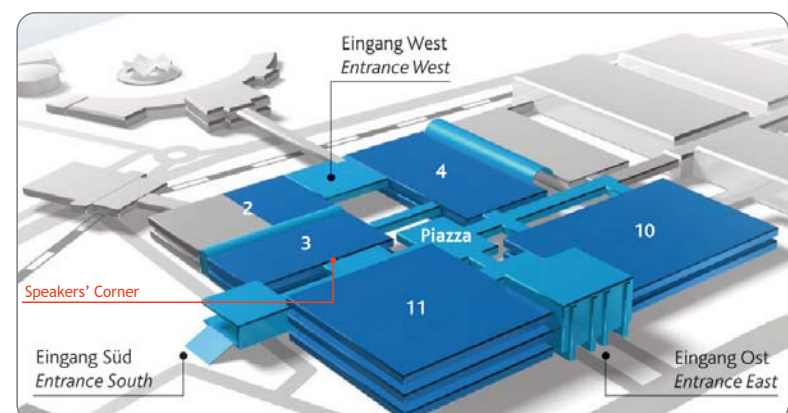 Eingang West
Entrance West
4
2
3
Piazza
10
Speakers' Corner
11
Eingang Süd
Entrance South
Eingang Ost
Entrance East